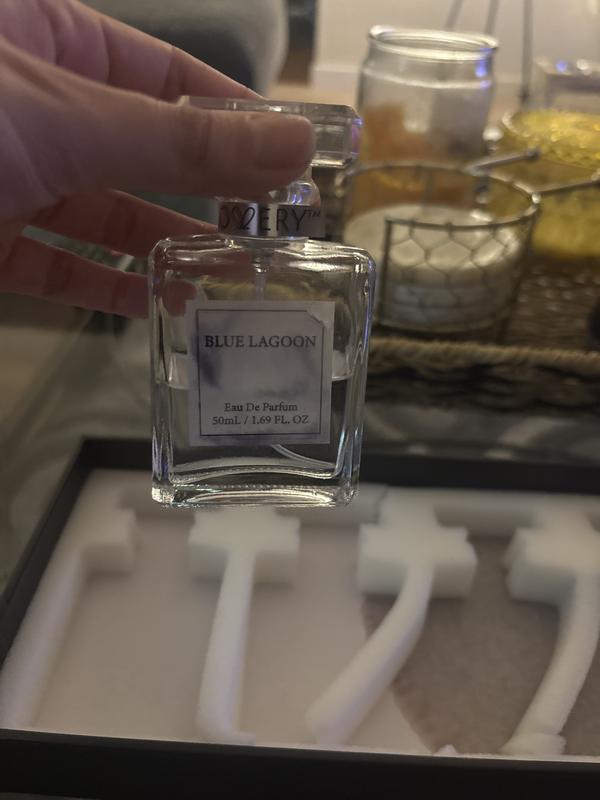 BLUE LAGOON
Eau De Parfum
50mL / 1.69 FL. OZ